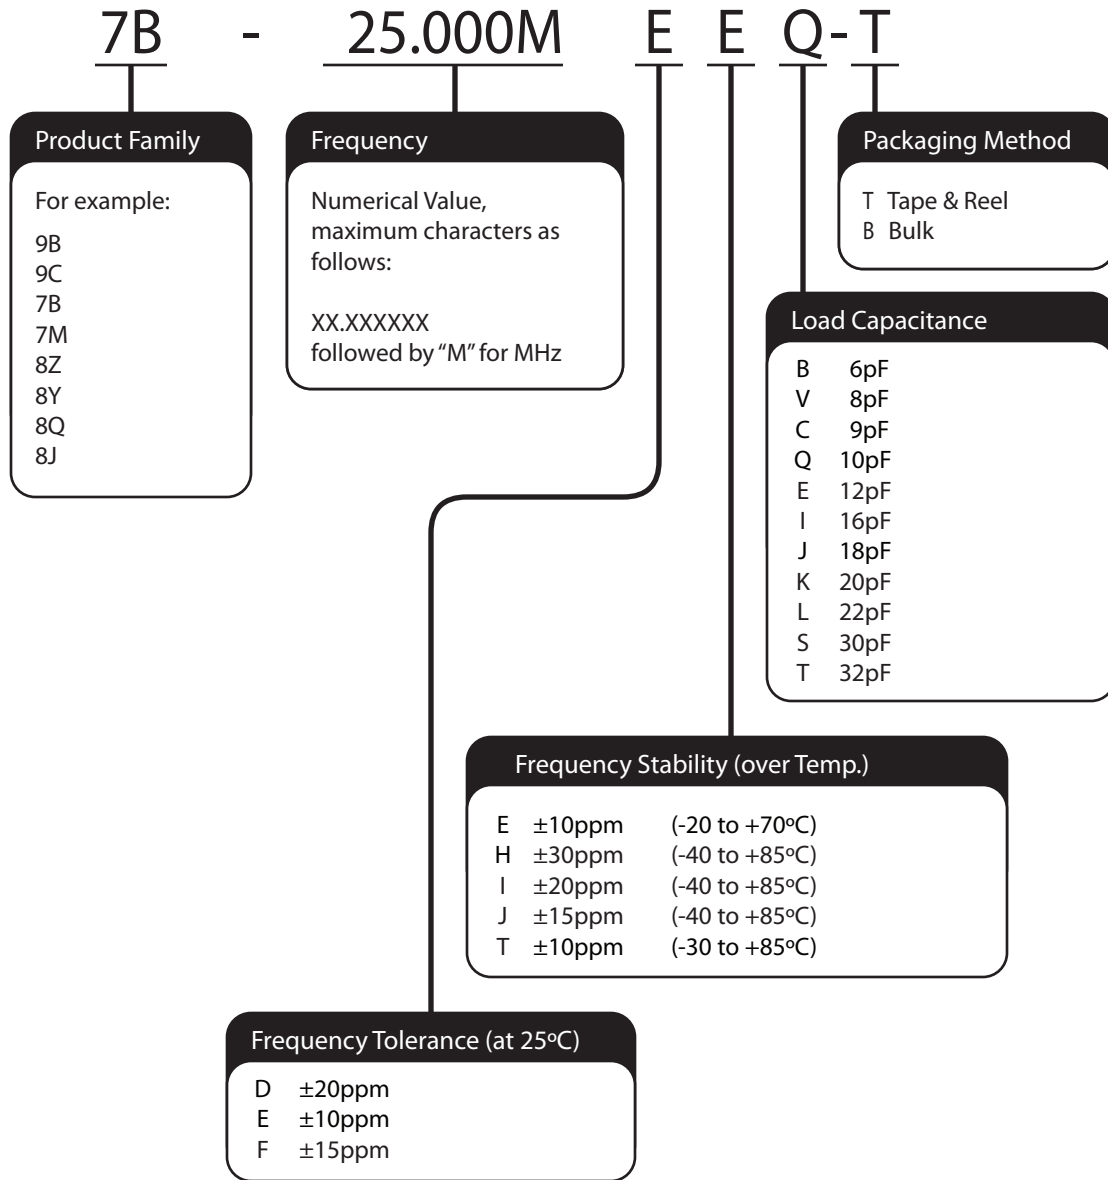 7B - 25.000M E E Q-T
Product Family
For example:
9B
9C
7B
7M
8Z
8Y
8Q
8J
Frequency
Numerical Value,
maximum characters as
follows:
XX.XXXXXX
followed by “M” for MHz
Packaging Method
T Tape & Reel
B Bulk
Load Capacitance
B 6pF
V 8pF
C 9pF
Q 10pF
E 12pF
I 16pF
J 18pF
K 20pF
L 22pF
S 30pF
T 32pF
Frequency Stability (over Temp.)
E ±10ppm (-20 to +70ºC)
H ±30ppm (-40 to +85ºC)
I ±20ppm (-40 to +85ºC)
J ±15ppm (-40 to +85ºC)
T ±10ppm (-30 to +85ºC)
Frequency Tolerance (at 25ºC)
D ±20ppm
E ±10ppm
F ±15ppm